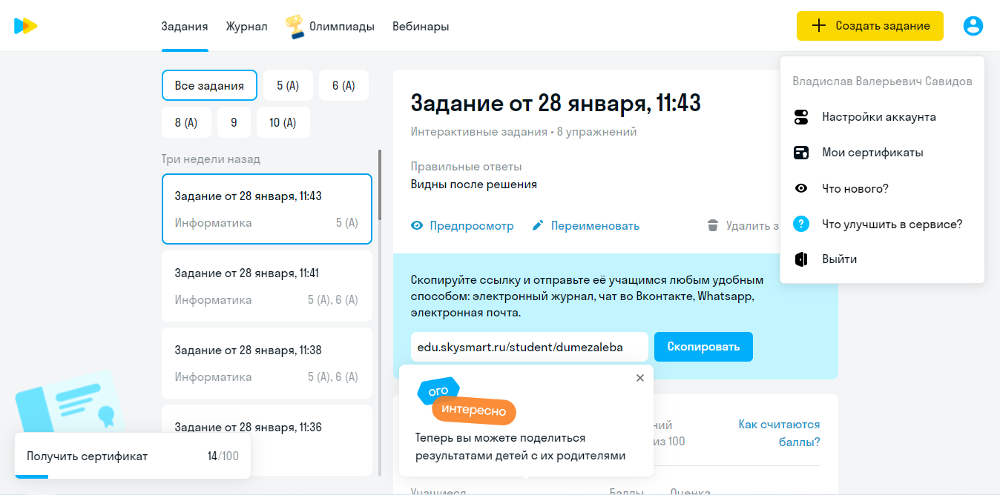 Задания
Журнал
Олимпиады
Вебинары
Создать задание
Владислав Валерьевич Савидов
Настройки аккаунта
Мои сертификаты
Что нового?
Что улучшить в сервисе?
Выйти
Все задания
5 (А)
6 (А)
8 (А)
9
10 (А)
Три недели назад
Задание от 28 января, 11:43
Информатика
5 (А)
Задание от 28 января, 11:41
Информатика
5 (А), 6 (А)
Задание от 28 января, 11:38
Информатика
5 (А), 6 (А)
Задание от 28 января, 11:36
Получить сертификат
14/100
Задание от 28 января, 11:43
Интерактивные задания • 8 упражнений
Правильные ответы
Видны после решения
Предпросмотр
Переименовать
Удалить з
Скопируйте ссылку и отправьте её учащимся любым удобным
способом: электронный журнал, чат во Вконтакте, Whatsapp,
электронная почта.
edu.skysmart.ru/student/dumezaleba
Скопировать
ого
интересно
Теперь вы можете поделиться
результатами детей с их родителями
ний
из 100
Как считаются
баллы?
Учащиеся
Баллы
Оценка